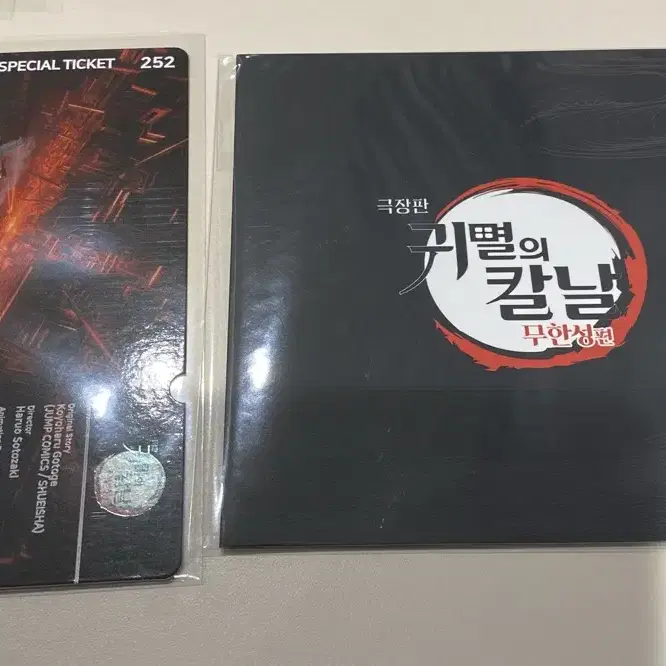 SPECIAL TICKET 252
Original Story
Koyoharu Gotoge
(JUMP COMICS / SHUEISHA)
Director
Haruo Sotozaki
극장판
귀멸의
칼날
무한성편